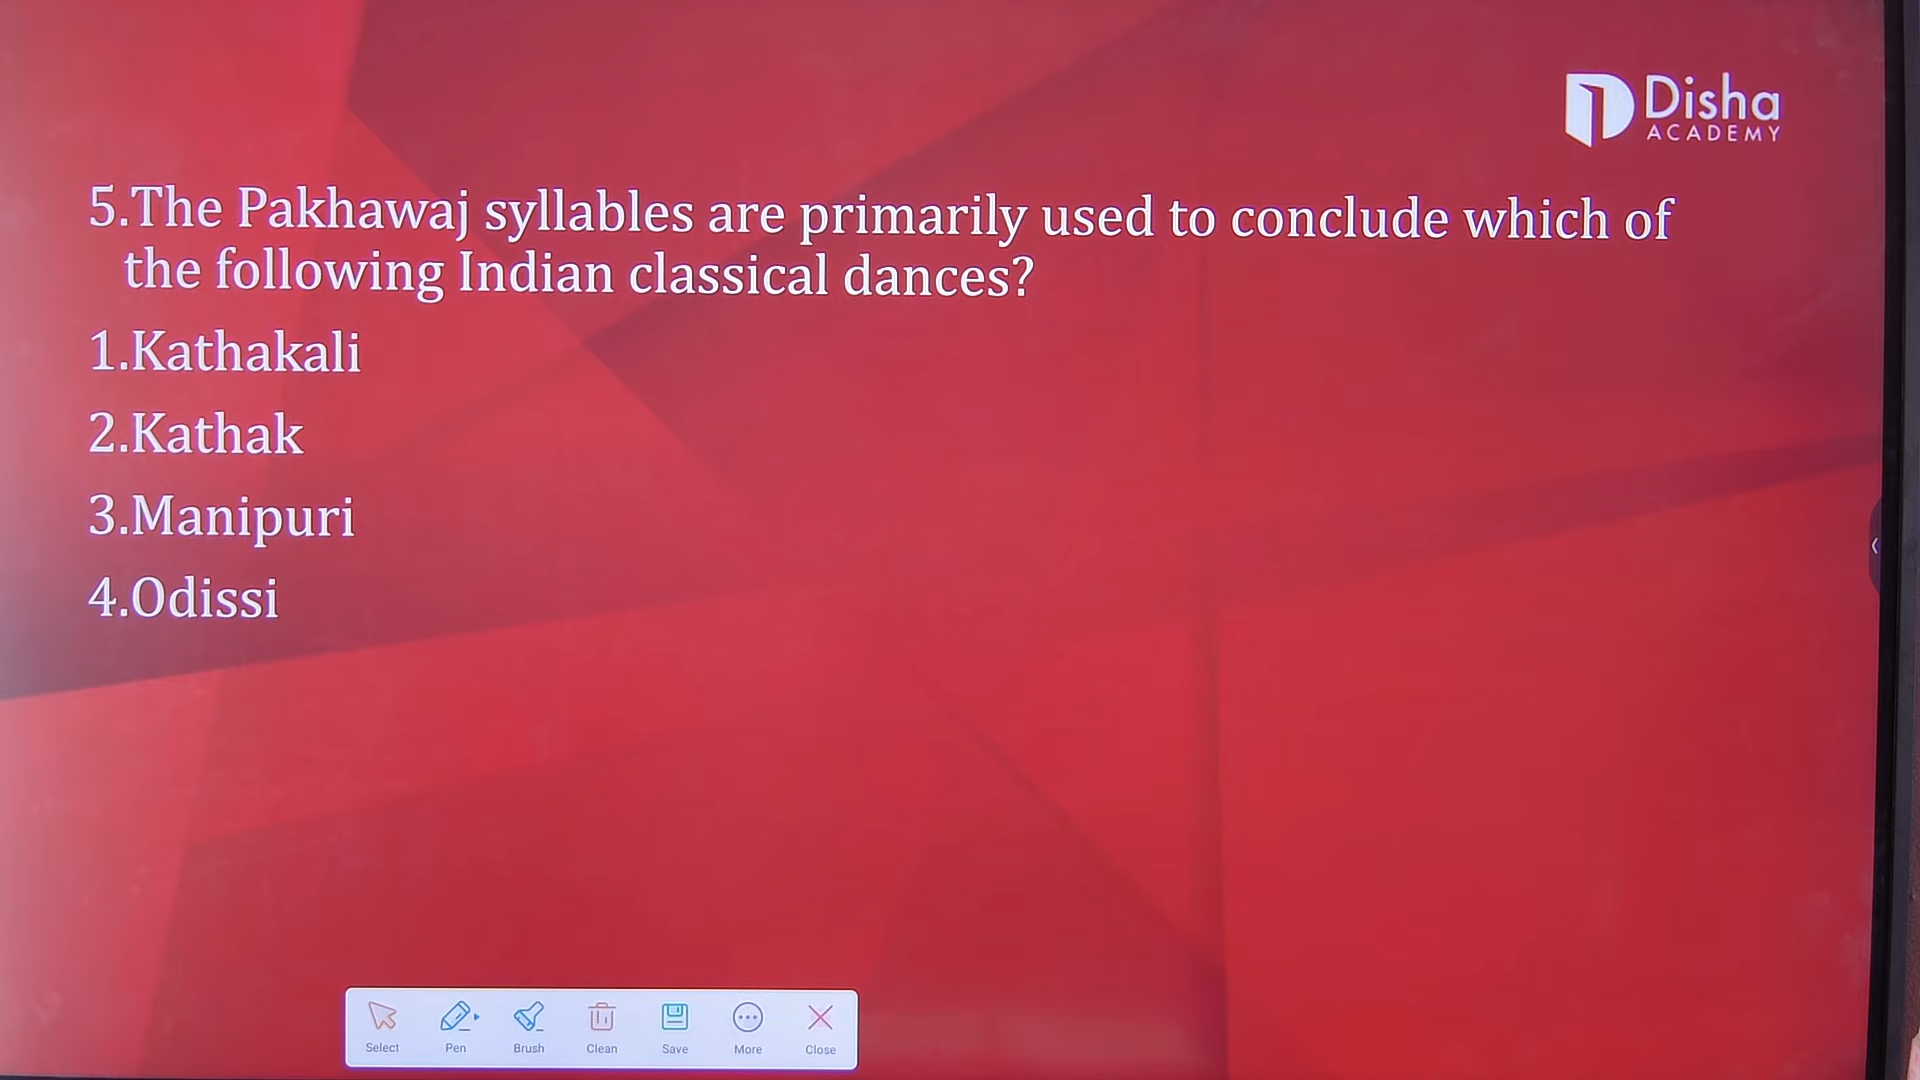 Disha
ACADEMY
5.The Pakhawaj syllables are primarily used to conclude which of
the following Indian classical dances?
1.Kathakali
2.Kathak
3.Manipuri
4.Odissi
Select Pen Brush Clean Save More Close